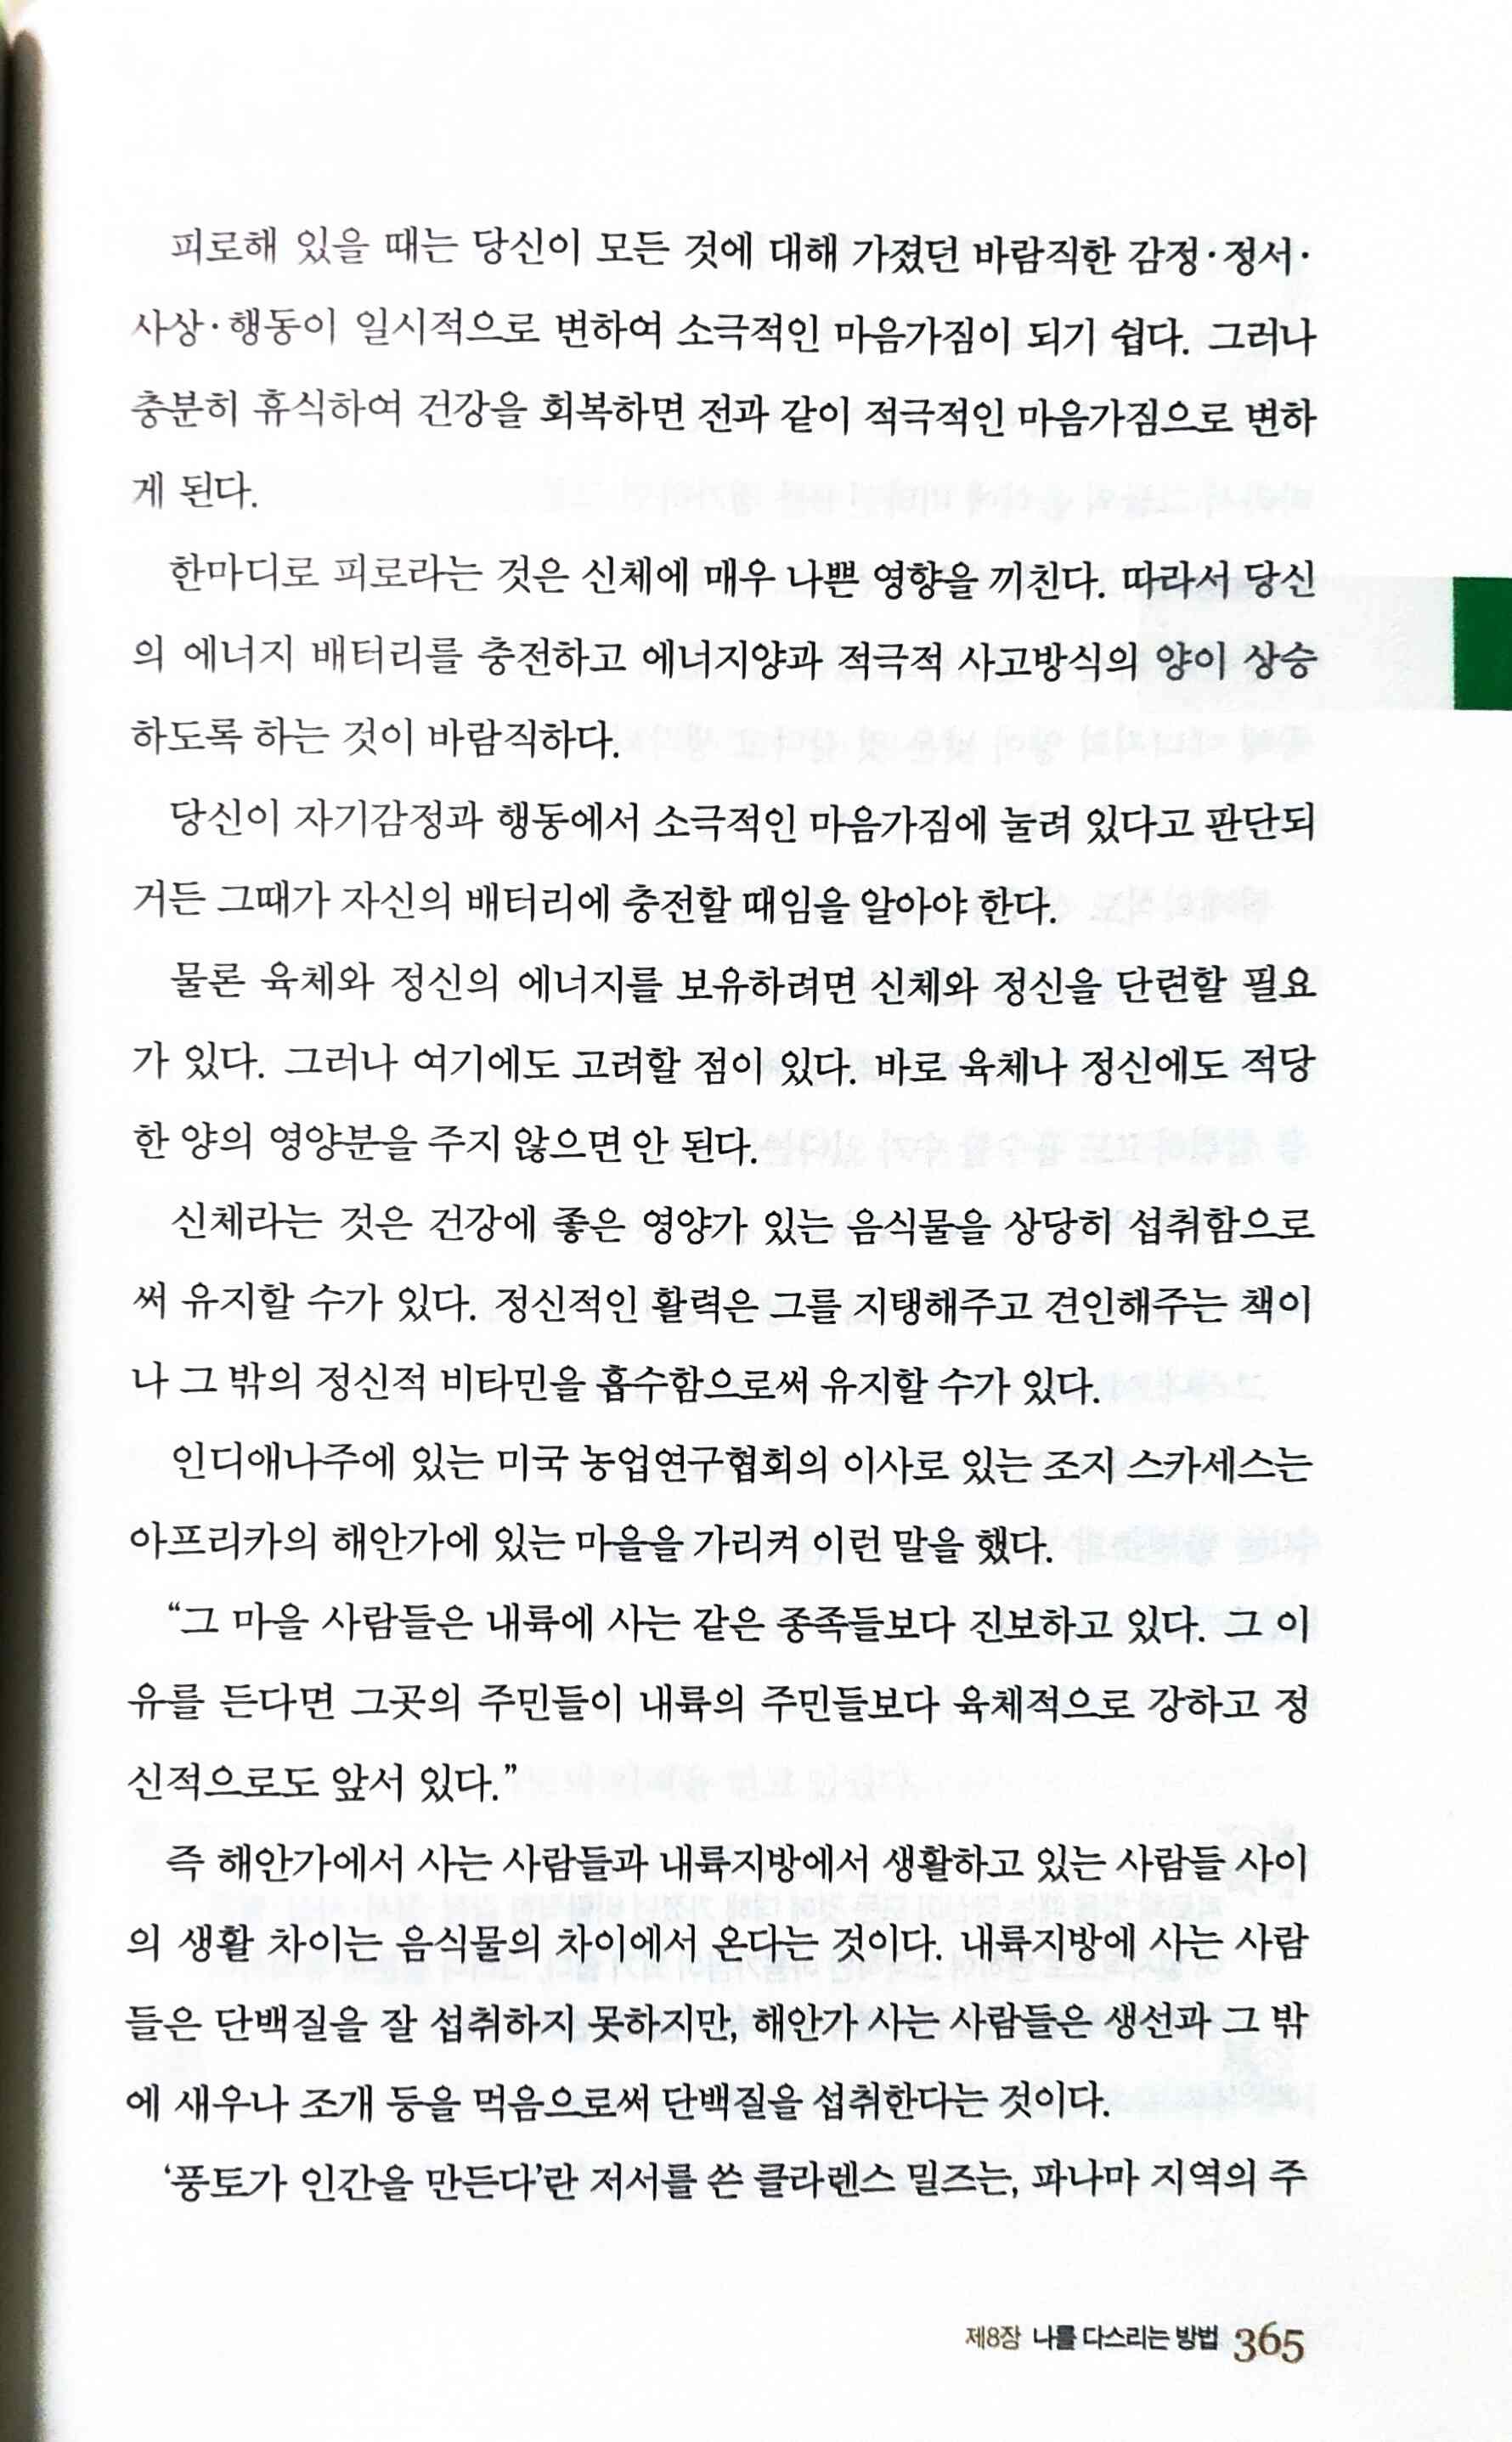 피로해 있을 때는 당신이 모든 것에 대해 가졌던 바람직한 감정·정서·
사상·행동이 일시적으로 변하여 소극적인 마음가짐이 되기 쉽다. 그러나
충분히 휴식하여 건강을 회복하면 전과 같이 적극적인 마음가짐으로 변하
게 된다.
한마디로 피로라는 것은 신체에 매우 나쁜 영향을 끼친다. 따라서 당신
의 에너지 배터리를 충전하고 에너지양과 적극적 사고방식의 양이 상승
하도록 하는 것이 바람직하다.
당신이 자기감정과 행동에서 소극적인 마음가짐에 눌려 있다고 판단되
거든 그때가 자신의 배터리에 충전할 때임을 알아야 한다.
물론 육체와 정신의 에너지를 보유하려면 신체와 정신을 단련할 필요
가 있다. 그러나 여기에도 고려할 점이 있다. 바로 육체나 정신에도 적당
한 양의 영양분을 주지 않으면 안 된다.
신체라는 것은 건강에 좋은 영양가 있는 음식물을 상당히 섭취함으로
써 유지할 수가 있다. 정신적인 활력은 그를 지탱해주고 견인해주는 책이
나 그 밖의 정신적 비타민을 흡수함으로써 유지할 수가 있다.
인디애나주에 있는 미국 농업연구협회의 이사로 있는 조지 스카세스는
아프리카의 해안가에 있는 마을을 가리켜 이런 말을 했다.
“그 마을 사람들은 내륙에 사는 같은 종족들보다 진보하고 있다. 그 이
유를 든다면 그곳의 주민들이 내륙의 주민들보다 육체적으로 강하고 정
신적으로도 앞서 있다.”
즉 해안가에서 사는 사람들과 내륙지방에서 생활하고 있는 사람들 사이
의 생활 차이는 음식물의 차이에서 온다는 것이다. 내륙지방에 사는 사람
들은 단백질을 잘 섭취하지 못하지만, 해안가 사는 사람들은 생선과 그 밖
에 새우나 조개 등을 먹음으로써 단백질을 섭취한다는 것이다.
‘풍토가 인간을 만든다’란 저서를 쓴 클라렌스 밀즈는, 파나마 지역의 주
제8장 나를 다스리는 방법 365